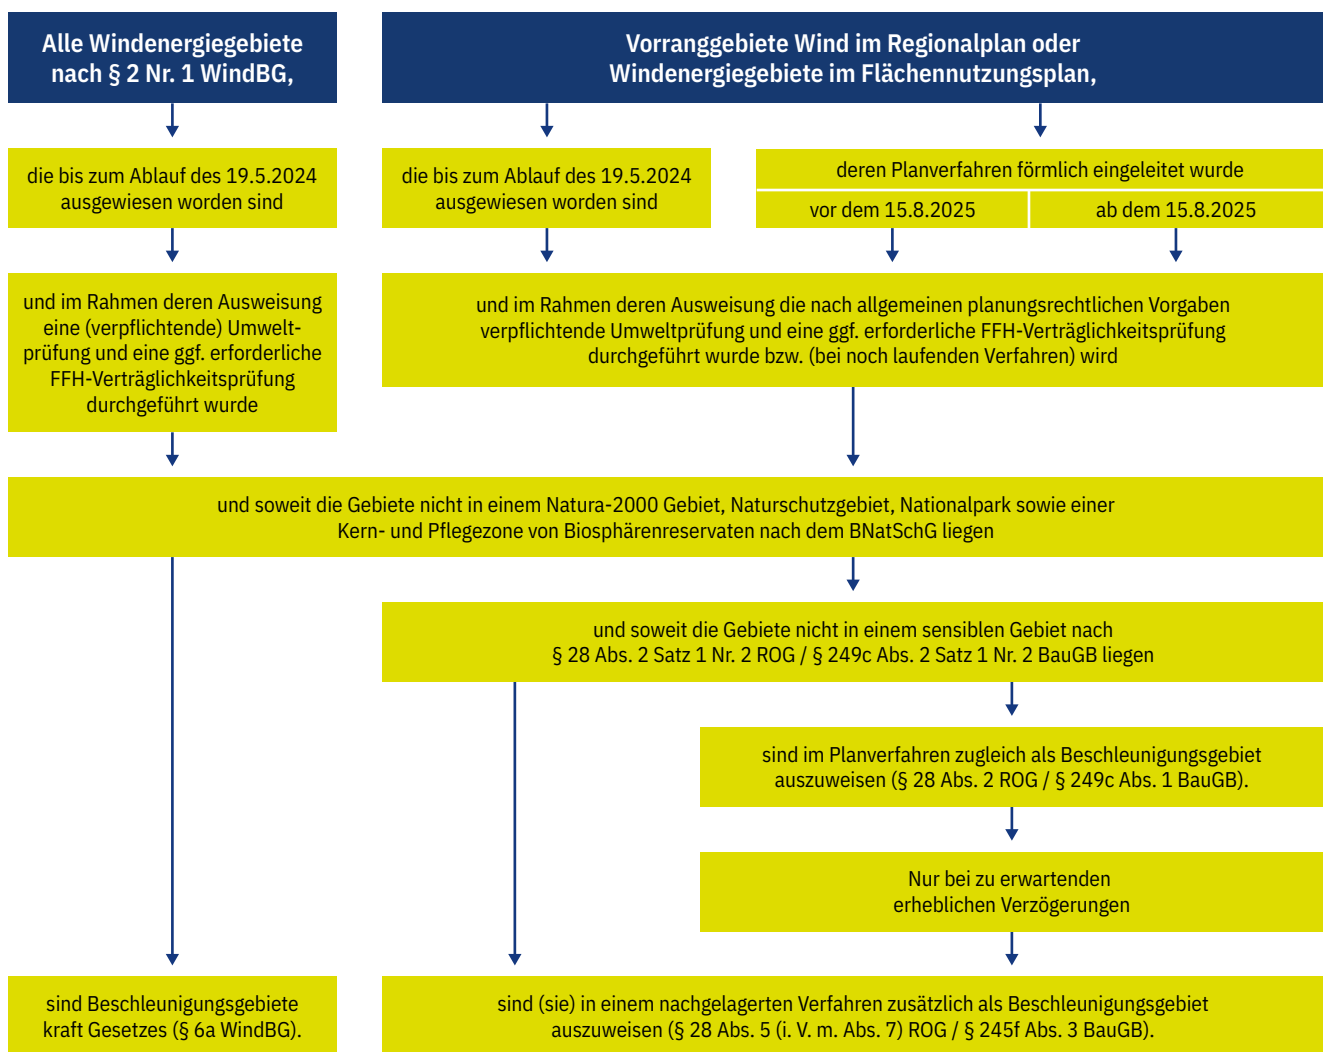 Alle Windenergiegebiete
nach § 2 Nr. 1 WindBG,
Vorranggebiete Wind im Regionalplan oder
Windenergiegebiete im Flächennutzungsplan,
die bis zum Ablauf des 19.5.2024
ausgewiesen worden sind
die bis zum Ablauf des 19.5.2024
ausgewiesen worden sind
deren Planverfahren förmlich eingeleitet wurde
vor dem 15.8.2025
ab dem 15.8.2025
und im Rahmen deren Ausweisung
eine (verpflichtende) Umwelt-
prüfung und eine ggf. erforderliche
FFH-Verträglichkeitsprüfung
durchgeführt wurde
und im Rahmen deren Ausweisung die nach allgemeinen planungsrechtlichen Vorgaben
verpflichtende Umweltprüfung und eine ggf. erforderliche FFH-Verträglichkeitsprüfung
durchgeführt wurde bzw. (bei noch laufenden Verfahren) wird
und soweit die Gebiete nicht in einem Natura-2000 Gebiet, Naturschutzgebiet, Nationalpark sowie einer
Kern- und Pflegezone von Biosphärenreservaten nach dem BNatSchG liegen
und soweit die Gebiete nicht in einem sensiblen Gebiet nach
§ 28 Abs. 2 Satz 1 Nr. 2 ROG / § 249c Abs. 2 Satz 1 Nr. 2 BauGB liegen
sind im Planverfahren zugleich als Beschleunigungsgebiet
auszuweisen (§ 28 Abs. 2 ROG / § 249c Abs. 1 BauGB).
Nur bei zu erwartenden
erheblichen Verzögerungen
sind Beschleunigungsgebiete
kraft Gesetzes (§ 6a WindBG).
sind (sie) in einem nachgelagerten Verfahren zusätzlich als Beschleunigungsgebiet
auszuweisen (§ 28 Abs. 5 (i. V. m. Abs. 7) ROG / § 245f Abs. 3 BauGB).